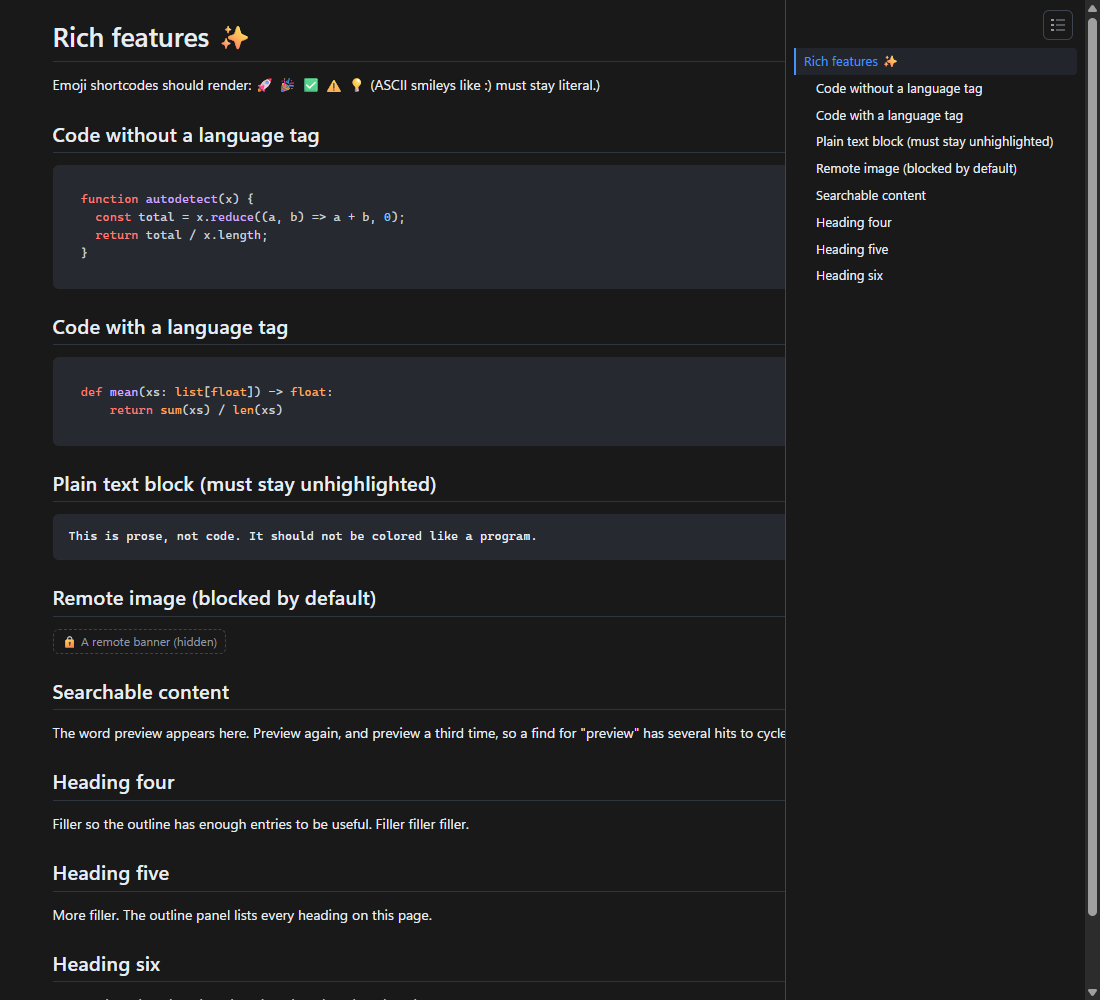 Rich features ✨
Emoji shortcodes should render: 🚀 🎉 ✅ ⚠️ 💡 (ASCII smileys like :) must stay literal.)
Code without a language tag
function autodetect(x) {
  const total = x.reduce((a, b) => a + b, 0);
  return total / x.length;
}
Code with a language tag
def mean(xs: list[float]) -> float:
    return sum(xs) / len(xs)
Plain text block (must stay unhighlighted)
This is prose, not code. It should not be colored like a program.
Remote image (blocked by default)
🔒 A remote banner (hidden)
Searchable content
The word preview appears here. Preview again, and preview a third time, so a find for "preview" has several hits to cycle
Heading four
Filler so the outline has enough entries to be useful. Filler filler filler.
Heading five
More filler. The outline panel lists every heading on this page.
Heading six
Rich features ✨
Code without a language tag
Code with a language tag
Plain text block (must stay unhighlighted)
Remote image (blocked by default)
Searchable content
Heading four
Heading five
Heading six